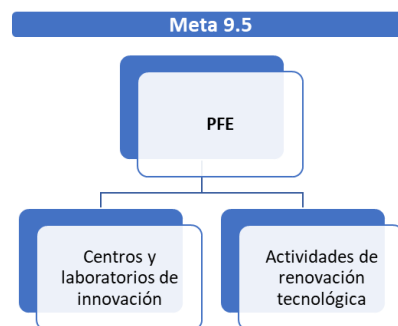 Meta 9.5
PFE
Centros y
laboratorios de
innovación
Actividades de
renovación
tecnológica